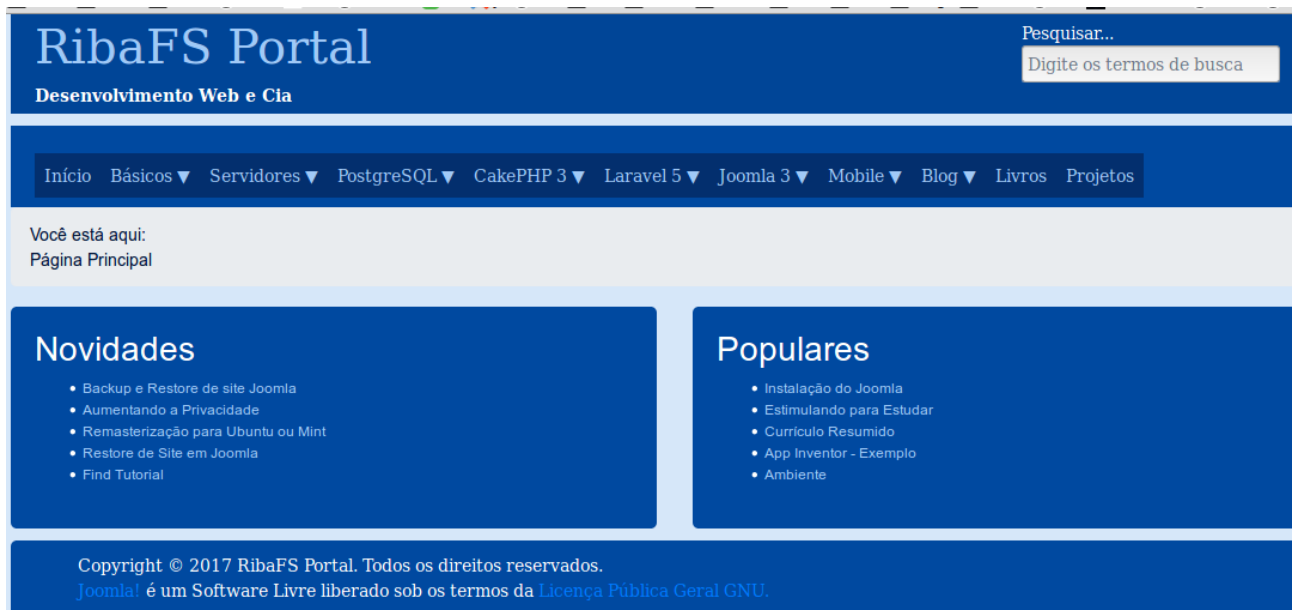 RibaFS Portal
Desenvolvimento Web e Cia
Pesquisar...
Digite os termos de busca
Início Básicos ▼ Servidores ▼ PostgreSQL ▼ CakePHP 3 ▼ Laravel 5 ▼ Joomla 3 ▼ Mobile ▼ Blog ▼ Livros Projetos
Você está aqui:
Página Principal
Novidades
• Backup e Restore de site Joomla
• Aumentando a Privacidade
• Remasterização para Ubuntu ou Mint
• Restore de Site em Joomla
• Find Tutorial
Populares
• Instalação do Joomla
• Estimulando para Estudar
• Currículo Resumido
• App Inventor - Exemplo
• Ambiente
Copyright © 2017 RibaFS Portal. Todos os direitos reservados.
Joomla! é um Software Livre liberado sob os termos da Licença Pública Geral GNU.